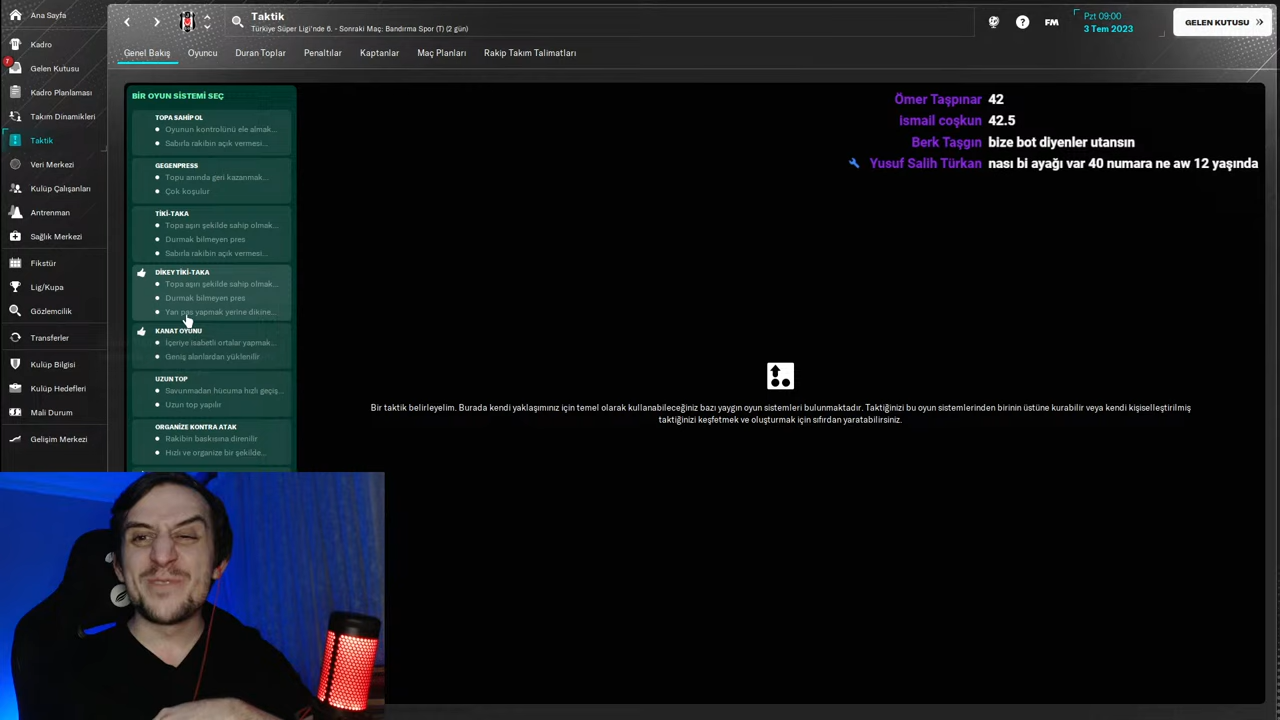 Ana Sayfa
Kadro
Gelen Kutusu
Kadro Planlaması
Takım Dinamikleri
Taktik
Veri Merkezi
Kulüp Çalışanları
Antrenman
Sağlık Merkezi
Fikstür
Lig/Kupa
Gözlemcilik
Transferler
Kulüp Bilgisi
Kulüp Hedefleri
Mali Durum
Gelişim Merkezi
Taktik
Türkiye Süper Ligi'nde 6. - Sonraki Maç: Bandırma Spor (T) (2 gün)
FM
Pzt 09:00
3 Tem 2023
GELEN KUTUSU
Genel Bakış
Oyuncu
Duran Toplar
Penaltılar
Kaptanlar
Maç Planları
Rakip Takım Talimatları
BİR OYUN SİSTEMİ SEÇ
TOPA SAHİP OL
Oyunun kontrolünü ele almak...
Sabırla rakibin açık vermesi...
GEGENPRESS
Topu anında geri kazanmak...
Çok koşulur
TİKİ-TAKA
Topa aşırı şekilde sahip olmak...
Durmak bilmeyen pres
Sabırla rakibin açık vermesi...
DİKEY TİKİ-TAKA
Topa aşırı şekilde sahip olmak...
Durmak bilmeyen pres
Yan pas yapmak yerine dikine...
KANAT OYUNU
İçeriye isabetli ortalar yapmak...
Geniş alanlardan yüklenilir
UZUN TOP
Savunmadan hücuma hızlı geçiş...
Uzun top yapılır
ORGANİZE KONTRA ATAK
Rakibin baskısına direnilir
Hızlı ve organize bir şekilde...
Ömer Taşpınar 42
ismail coşkun 42.5
Berk Taşgın bize bot diyenler utansın
Yusuf Salih Türkan nası bi ayağı var 40 numara ne aw 12 yaşında
Bir taktik belirleyelim. Burada kendi yaklaşımınız için temel olarak kullanabileceğiniz bazı yaygın oyun sistemleri bulunmaktadır. Taktiğinizi bu oyun sistemlerinden birinin üstüne kurabilir veya kendi kişiselleştirilmiş
taktiğinizi keşfetmek ve oluşturmak için sıfırdan yaratabilirsiniz.